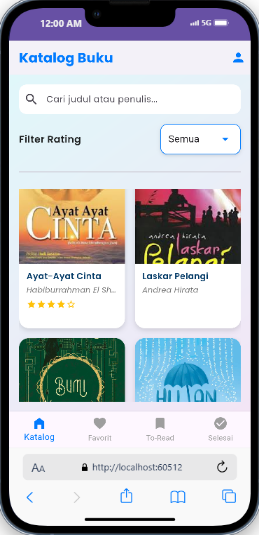 12:00 AM 5G
Katalog Buku
Cari judul atau penulis...
Filter Rating Semua
Ayat Ayat
CINTA
andrea hirata
laskar
Pelangi
Ayat-Ayat Cinta Laskar Pelangi
Habiburrahman El Sh... Andrea Hirata
BUMI HUJAN
Katalog Favorit To-Read Selesai
AA http://localhost:60512